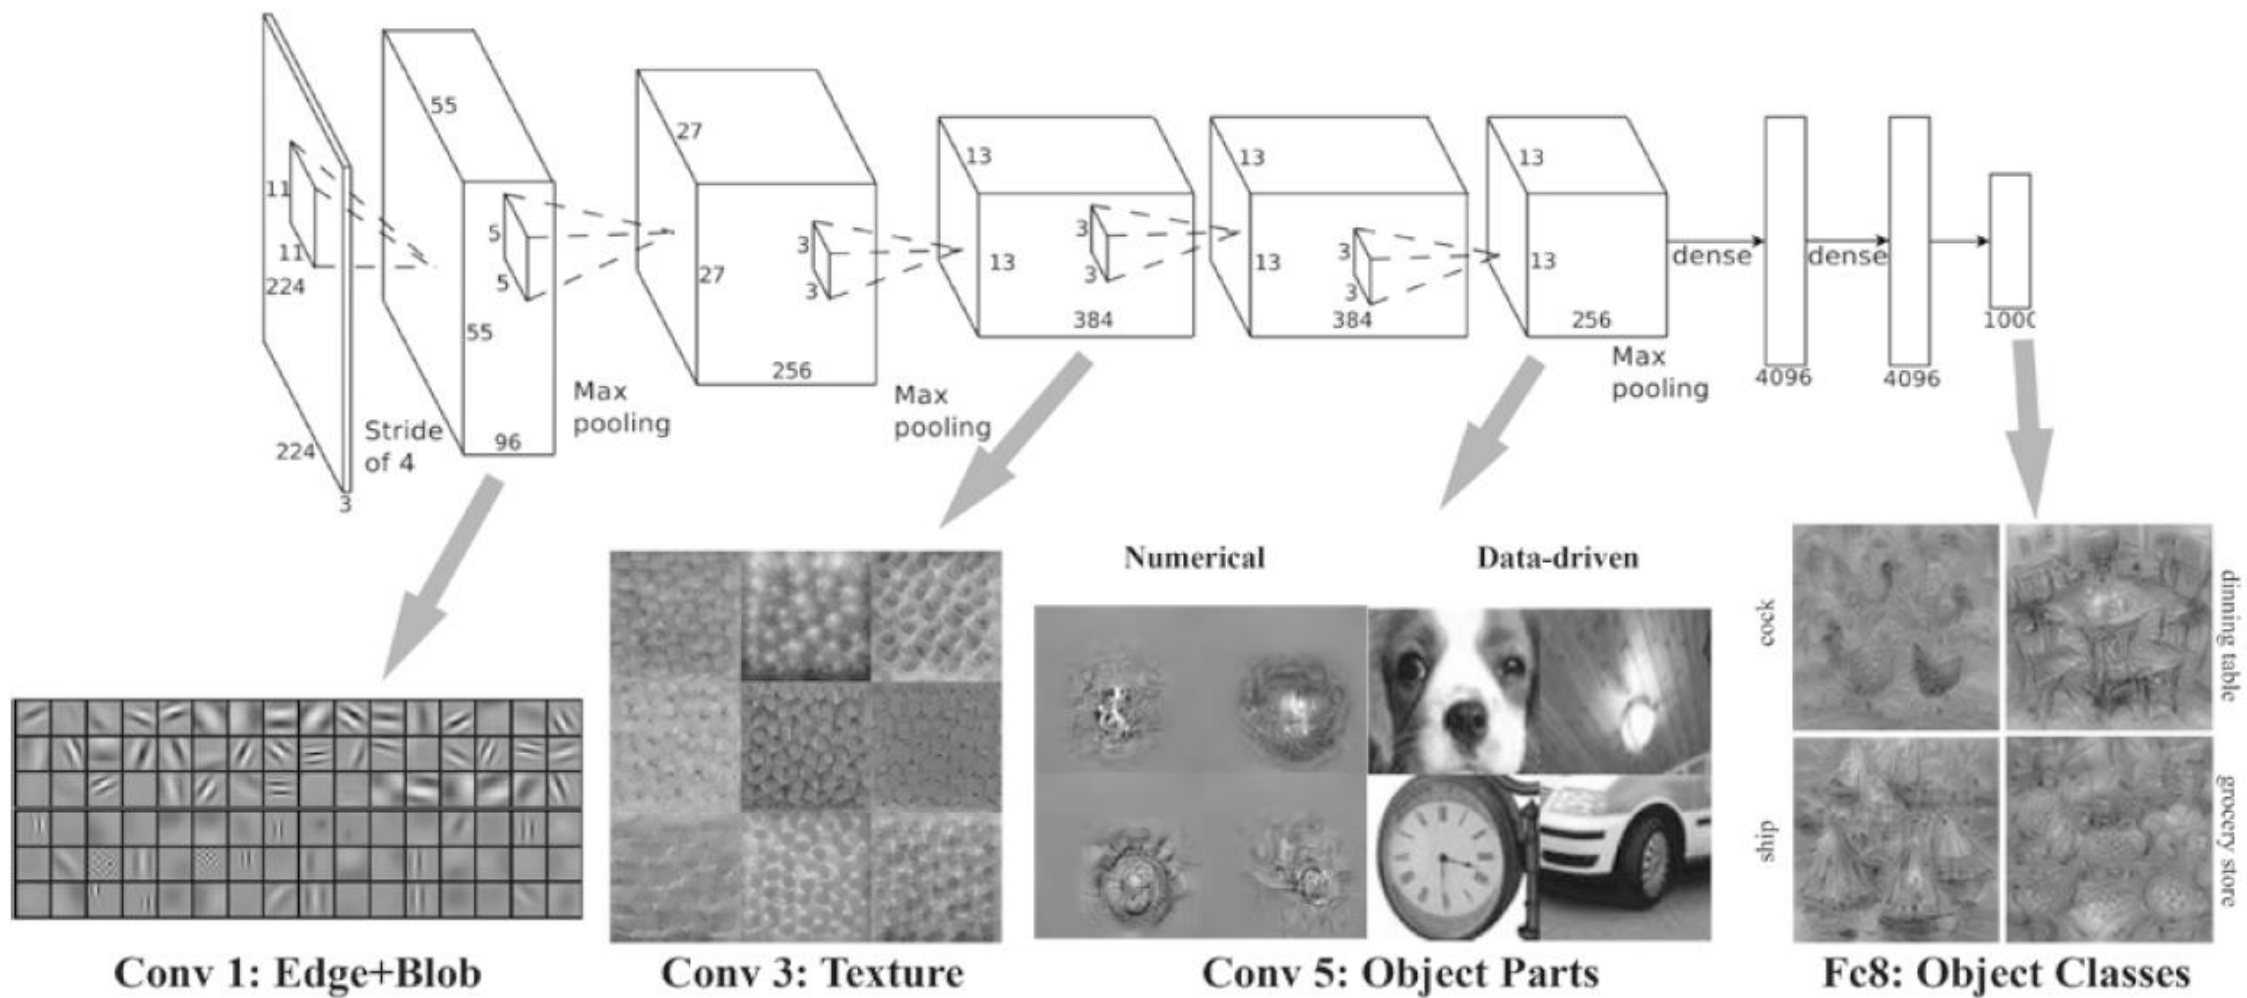 11
11
224
224
3
Stride
of 4
55
55
96
5
5
Max
pooling
27
27
256
3
3
Max
pooling
13
13
384
3
3
13
13
384
3
3
13
13
256
Max
pooling
dense
4096
dense
4096
1000
Numerical
Data-driven
cock
ship
dinning table
grocery store
Conv 1: Edge+Blob
Conv 3: Texture
Conv 5: Object Parts
Fc8: Object Classes